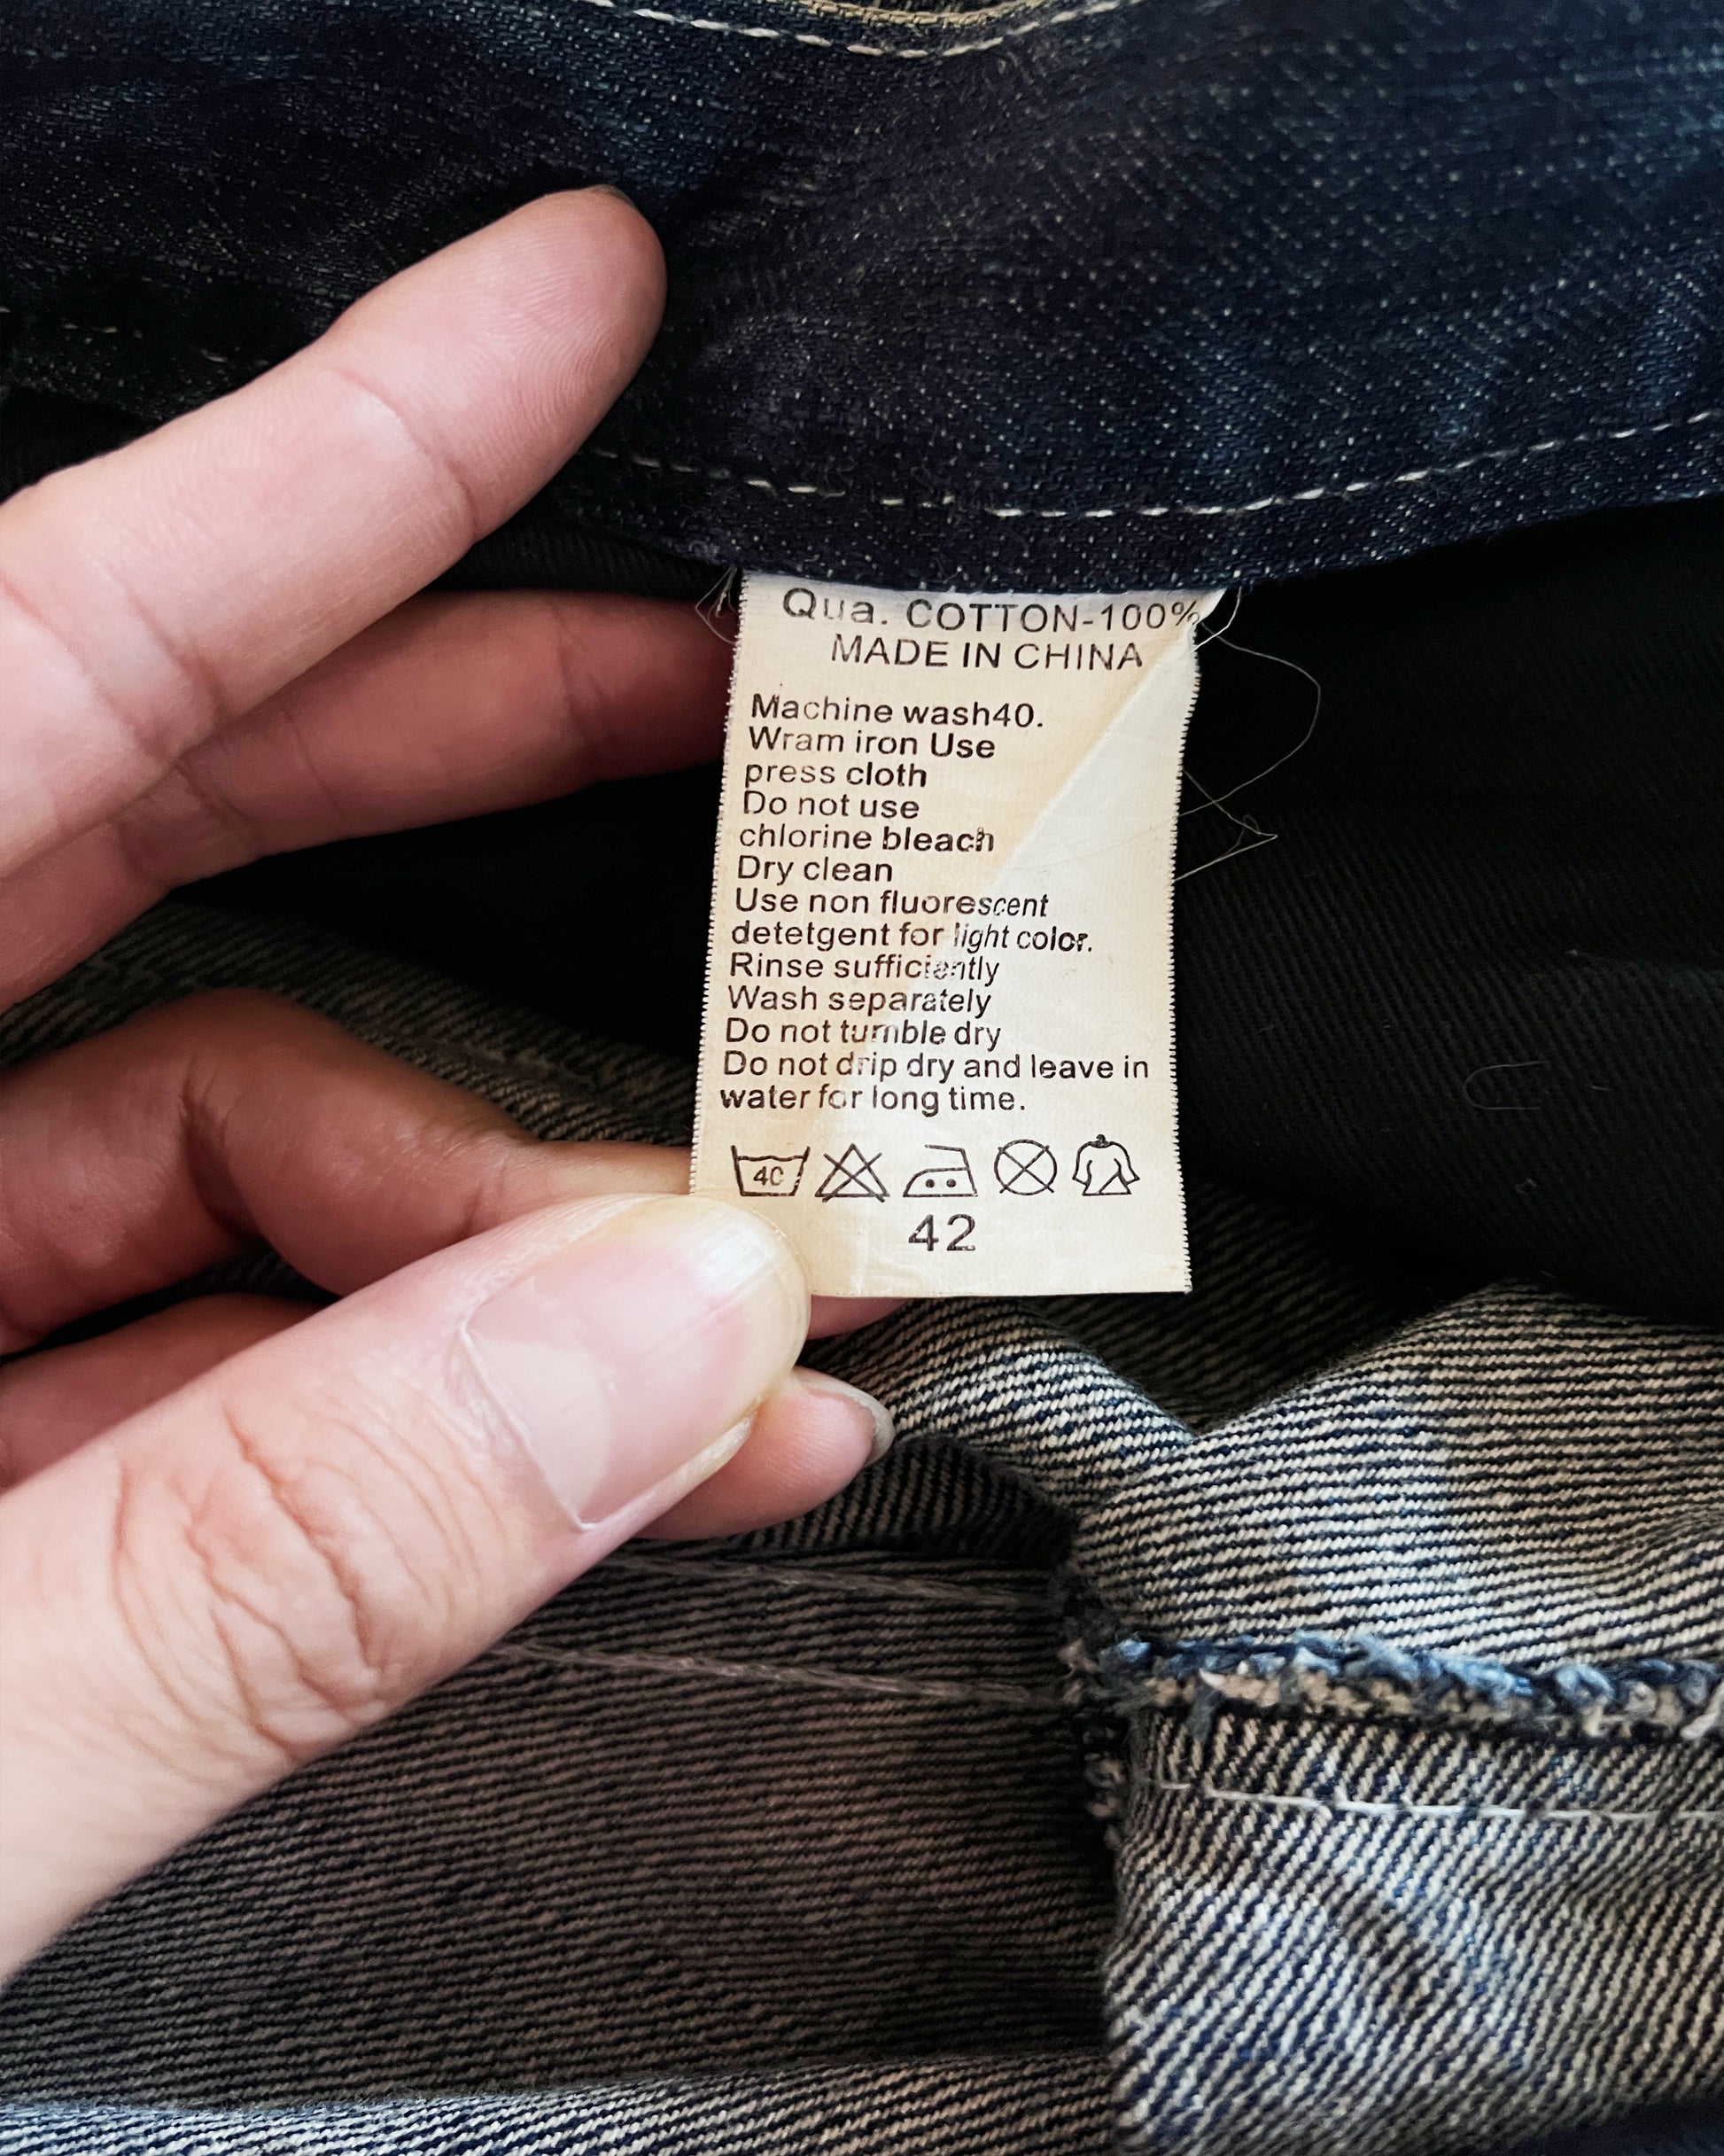 Qua. COTTON-100%
MADE IN CHINA
Machine wash40.
Wram iron Use
press cloth
Do not use
chlorine bleach
Dry clean
Use non fluorescent
detetgent for light color.
Rinse sufficiently
Wash separately
Do not tumble dry
Do not drip dry and leave in
water for long time.
40
42